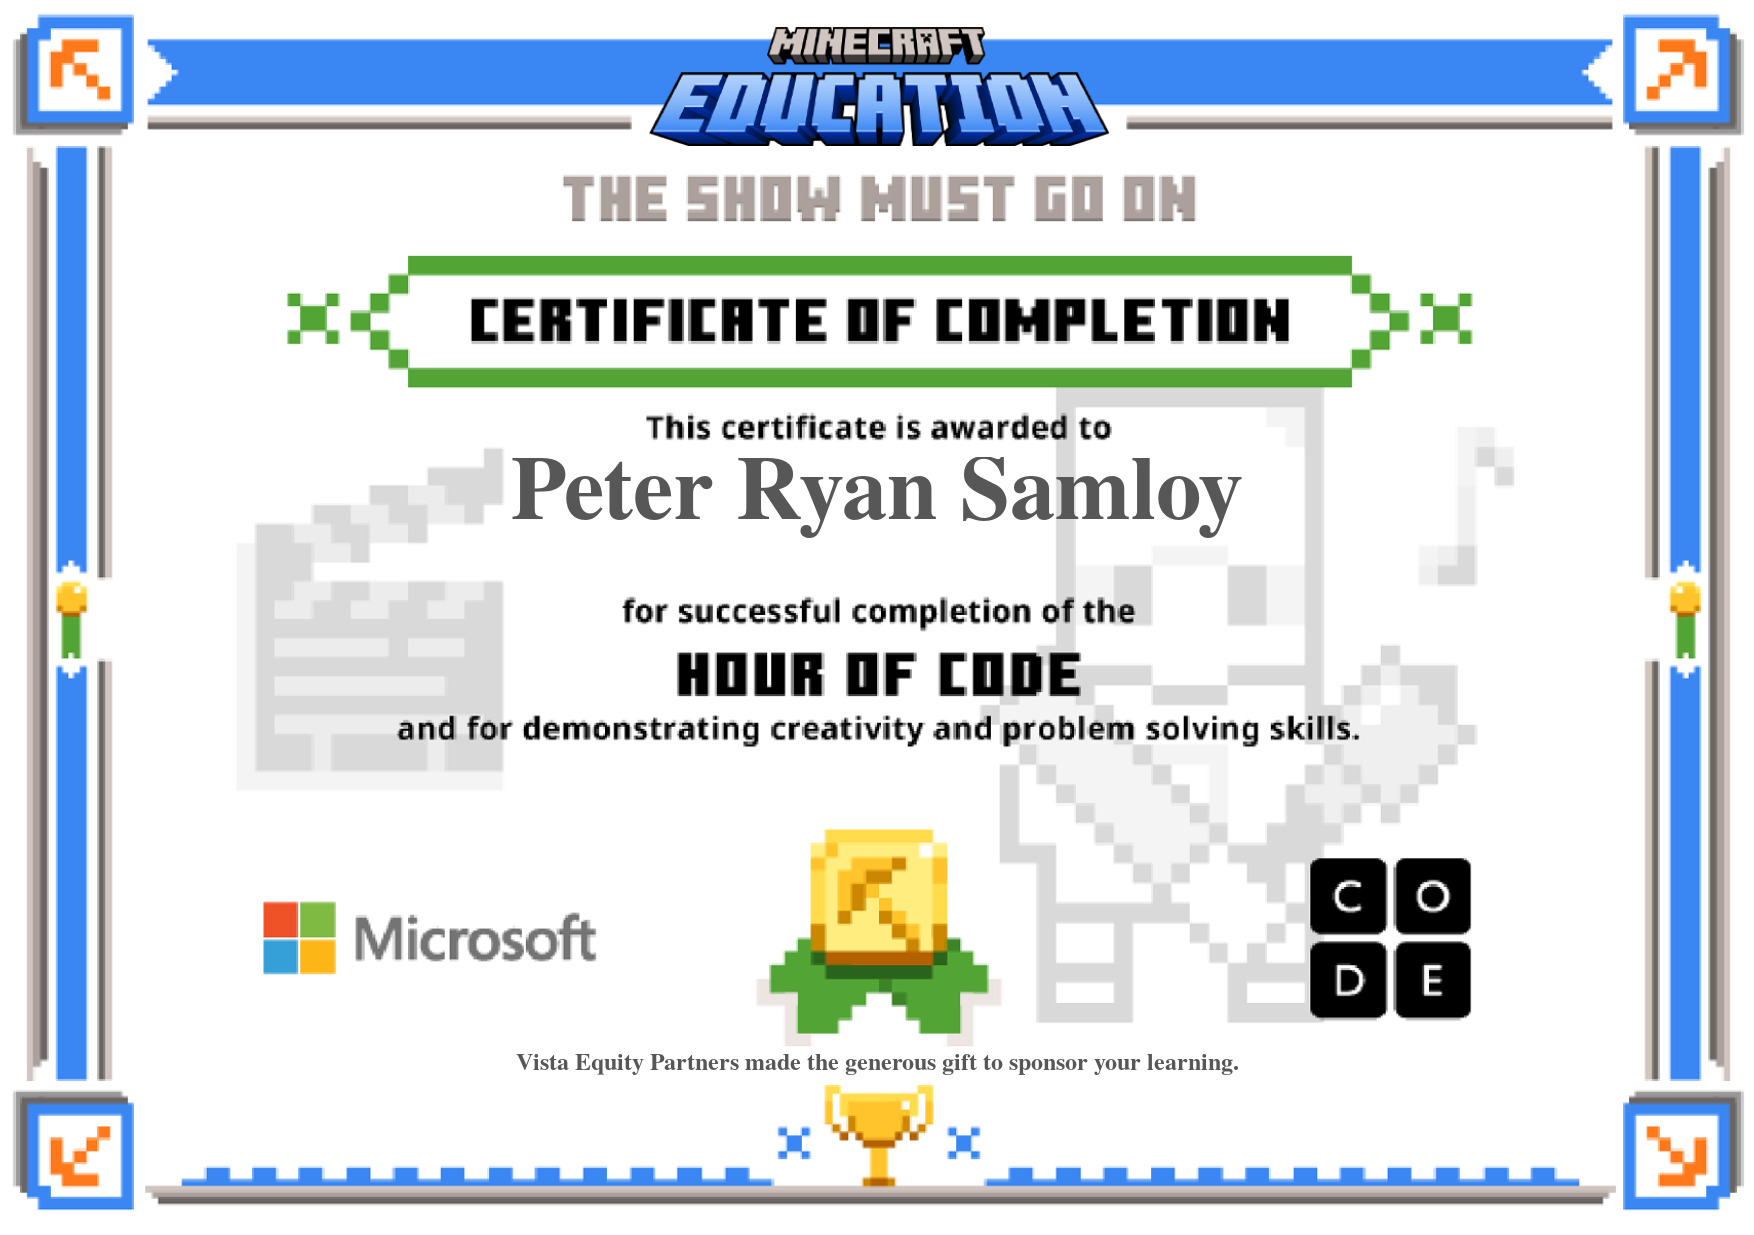 MINECRAFT
EDUCATION
THE SHOW MUST GO ON
CERTIFICATE OF COMPLETION
This certificate is awarded to
Peter Ryan Samloy
for successful completion of the
HOUR OF CODE
and for demonstrating creativity and problem solving skills.
Microsoft
C O
D E
Vista Equity Partners made the generous gift to sponsor your learning.